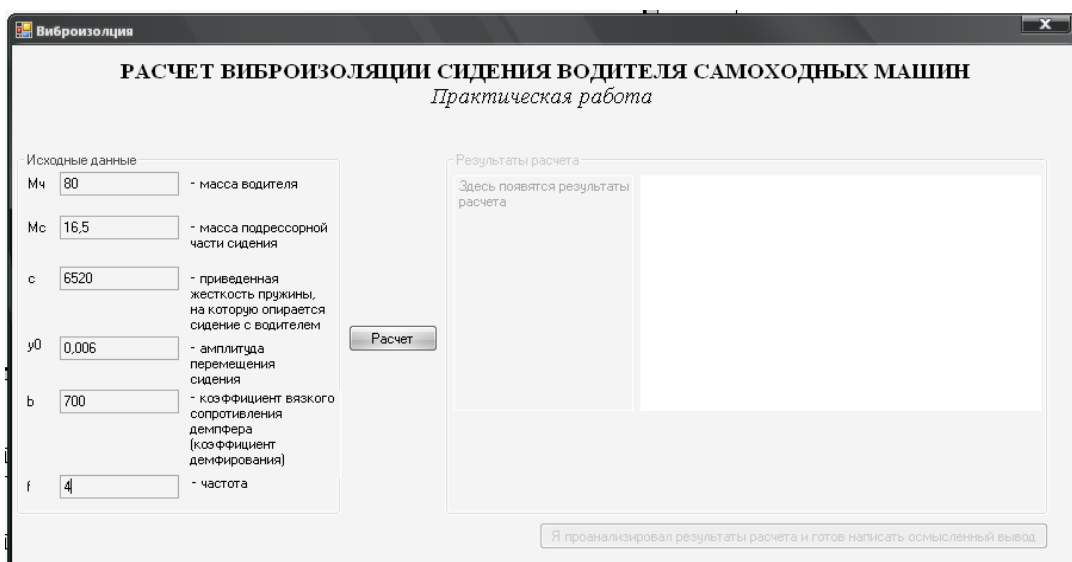 Виброизолция
X
РАСЧЕТ ВИБРОИЗОЛЯЦИИ СИДЕНИЯ ВОДИТЕЛЯ САМОХОДНЫХ МАШИН
Практическая работа
Исходные данные
Мч 80 - масса водителя
Мс 16,5 - масса подрессорной
части сидения
с 6520 - приведенная
жесткость пружины,
на которую опирается
сидение с водителем
y0 0,006 - амплитуда
перемещения
сидения
b 700 - коэффициент вязкого
сопротивления
демпфера
(коэффициент
демфирования)
f 4 - частота
Расчет
Результаты расчета
Здесь появятся результаты
расчета
Я проанализировал результаты расчета и готов написать осмысленный вывод